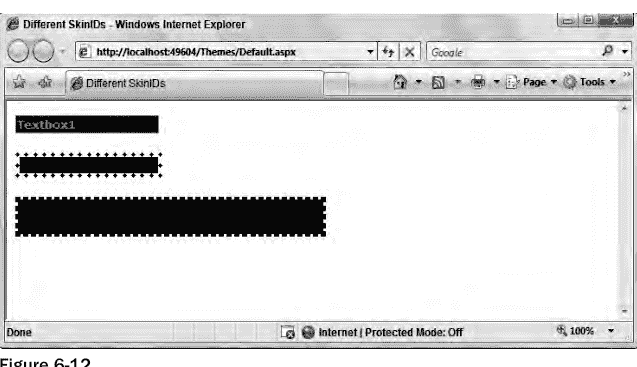 Different SkinIDs - Windows Internet Explorer
http://localhost:49604/Themes/Default.aspx
Google
Different SkinIDs
Page
Tools
Textbox1
Done
Internet | Protected Mode: Off
100%
Figure 6-12